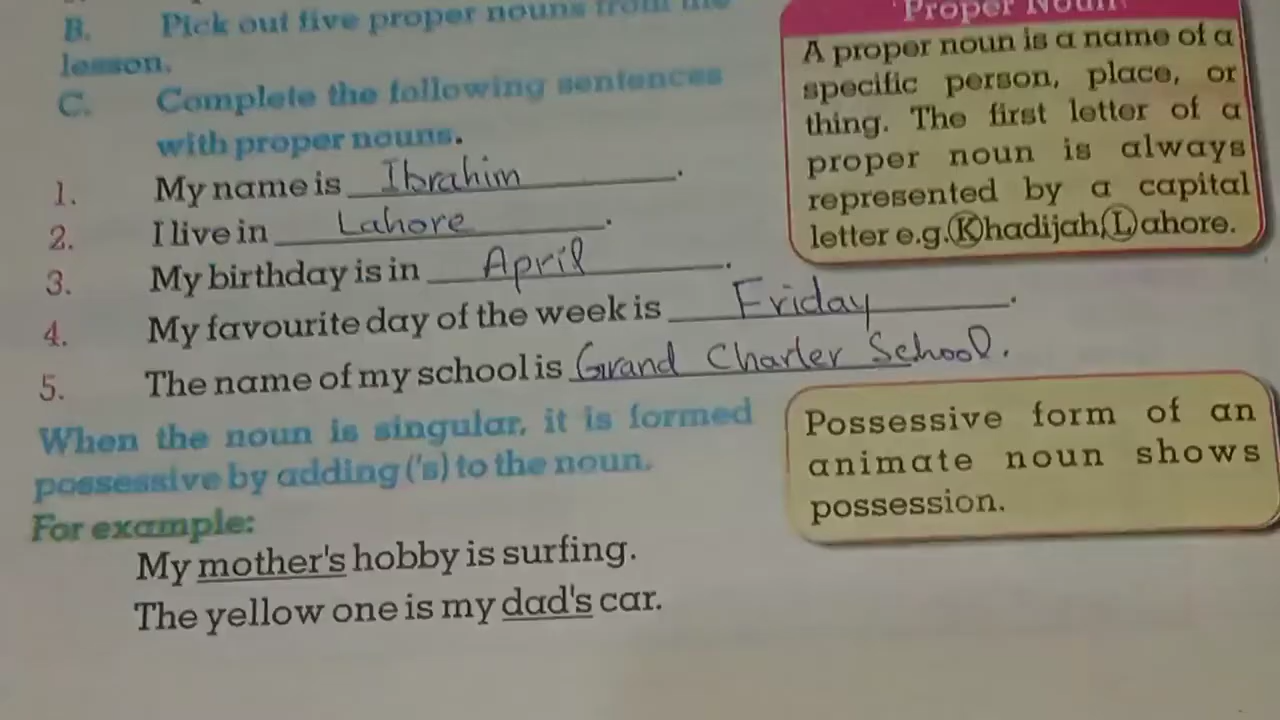 B. Pick out five proper nouns from the
lesson.
C. Complete the following sentences
with proper nouns.
1. My name is Ibrahim.
2. I live in Lahore.
3. My birthday is in April.
4. My favourite day of the week is Friday.
5. The name of my school is Grand Charter School.
When the noun is singular, it is formed
possessive by adding ('s) to the noun.
For example:
My mother's hobby is surfing.
The yellow one is my dad's car.
Proper Noun
A proper noun is a name of a
specific person, place, or
thing. The first letter of a
proper noun is always
represented by a capital
letter e.g. Khadijah, Lahore.
Possessive form of an
animate noun shows
possession.